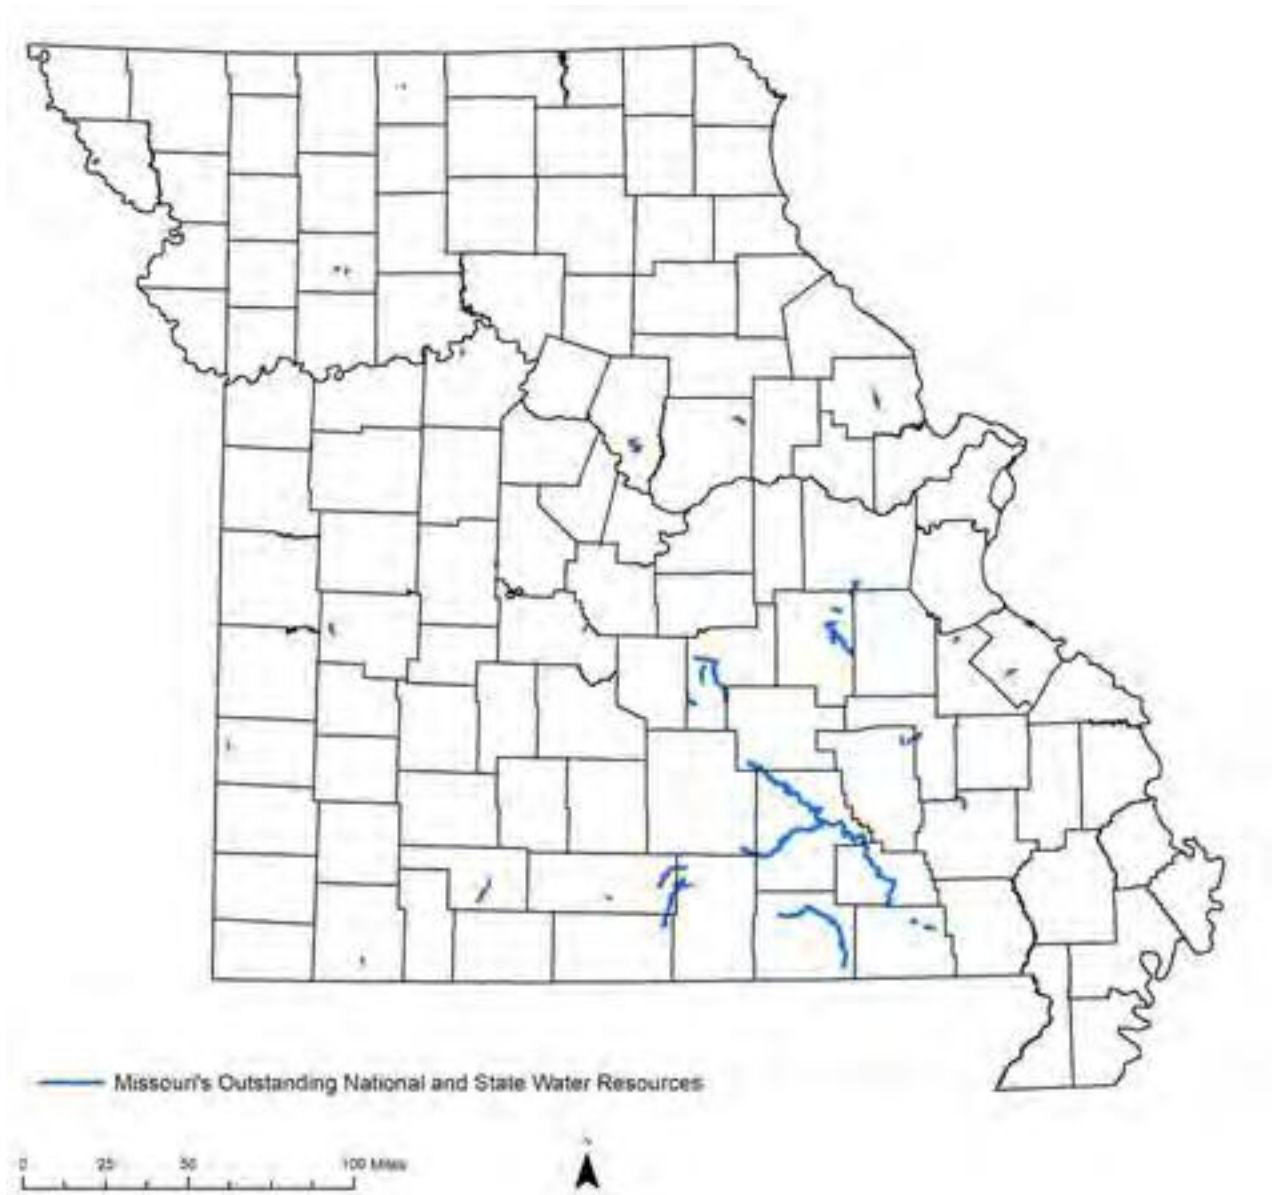 Missouri's Outstanding National and State Water Resources
0 25 50 100 Miles